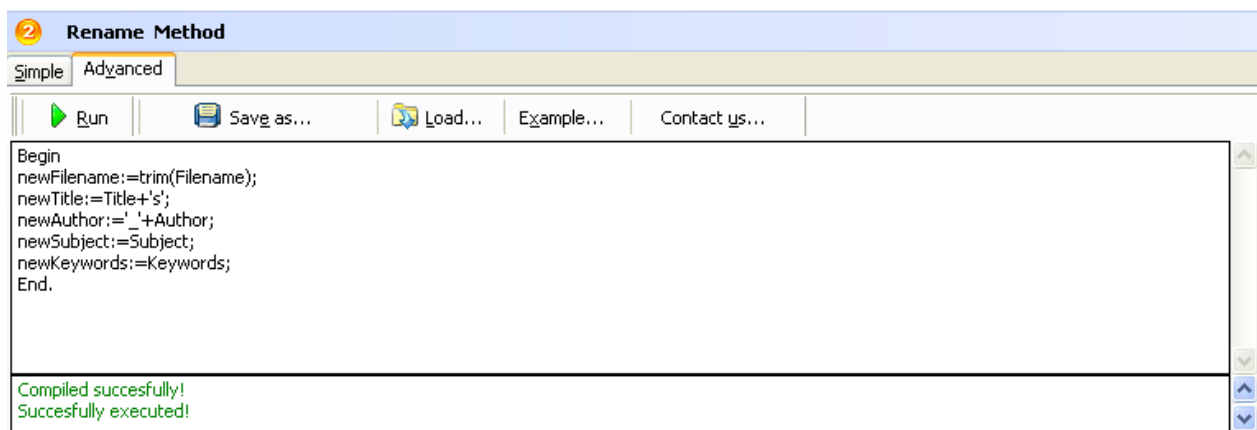 2 Rename Method
Simple Advanced
Run Save as... Load... Example... Contact us...
Begin
newFilename:=trim(Filename);
newTitle:=Title+'s';
newAuthor:='_'+Author;
newSubject:=Subject;
newKeywords:=Keywords;
End.
Compiled succesfully!
Succesfully executed!